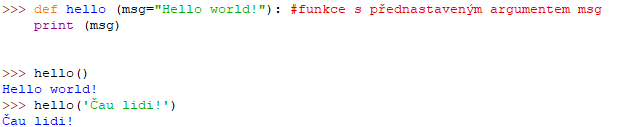 >>> def hello (msg="Hello world!"): #funkce s přednastaveným argumentem msg
    print (msg)
>>> hello()
Hello world!
>>> hello('Čau lidi!')
Čau lidi!